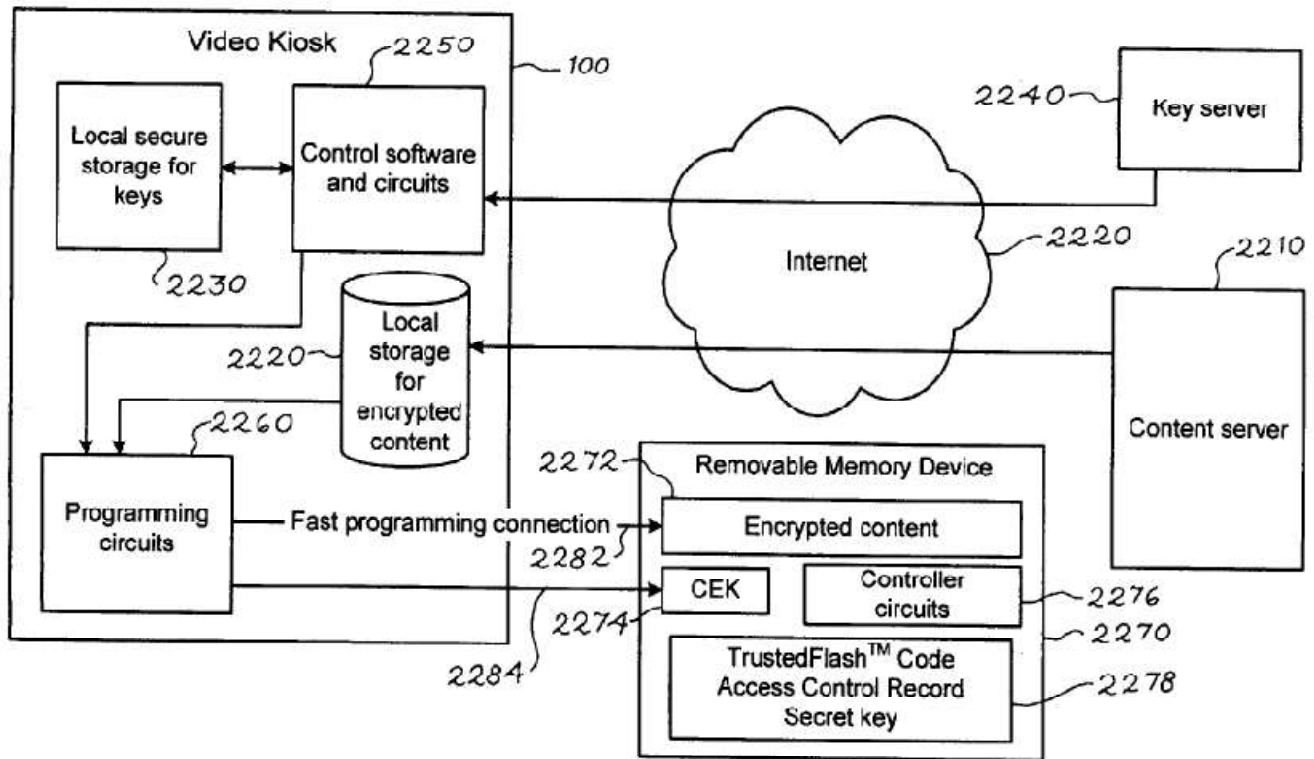 Video Kiosk
2250
100
Local secure
storage for
keys
2230
Control software
and circuits
2240
Key server
Internet
2220
2210
Content server
2220
Local
storage
for
encrypted
content
2260
Programming
circuits
Fast programming connection
2282
2284
Removable Memory Device
2272
Encrypted content
CEK
2274
Controller
circuits
2276
2270
TrustedFlash™ Code
Access Control Record
Secret key
2278